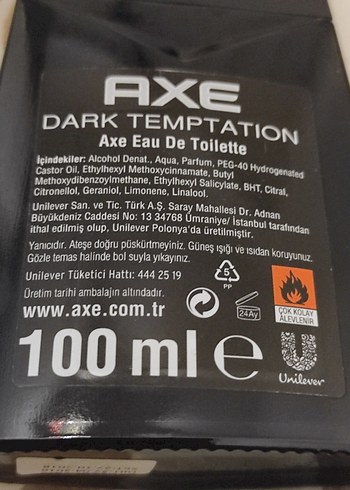 AXE
DARK TEMPTATION
Axe Eau De Toilette
İçindekiler: Alcohol Denat., Aqua, Parfum, PEG-40 Hydrogenated
Castor Oil, Ethylhexyl Methoxycinnamate, Butyl
Methoxydibenzoylmethane, Ethylhexyl Salicylate, BHT, Citral,
Citronellol, Geraniol, Limonene, Linalool.
Unilever San. ve Tic. Türk A.Ş. Saray Mahallesi Dr. Adnan
Büyükdeniz Caddesi No: 13 34768 Ümraniye/ İstanbul tarafından
ithal edilmiş olup, Unilever Polonya'da üretilmiştir.
Yanıcıdır. Ateşe doğru püskürtmeyiniz. Güneş ışığı ve ısıdan koruyunuz.
Gözle temas halinde bol suyla yıkayınız.
Unilever Tüketici Hattı: 444 25 19
5
PP
Üretim tarihi ambalajın altındadır.
www.axe.com.tr
24Ay
ÇOK KOLAY
ALEVLENİR
100 ml e
Unilever